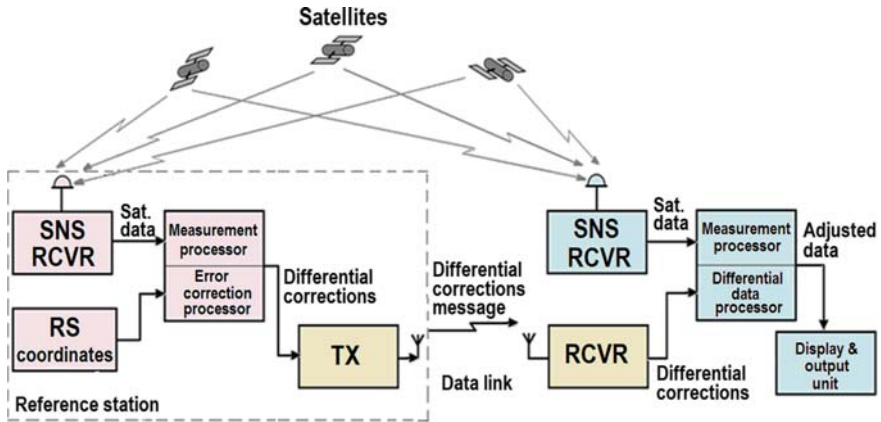 Satellites
SNS
RCVR
Sat.
data
Measurement
processor
Error
correction
processor
RS
coordinates
Differential
corrections
TX
Reference station
Differential
corrections
message
Data link
SNS
RCVR
Sat.
data
Measurement
processor
Differential
data
processor
Adjusted
data
RCVR
Differential
corrections
Display &
output
unit